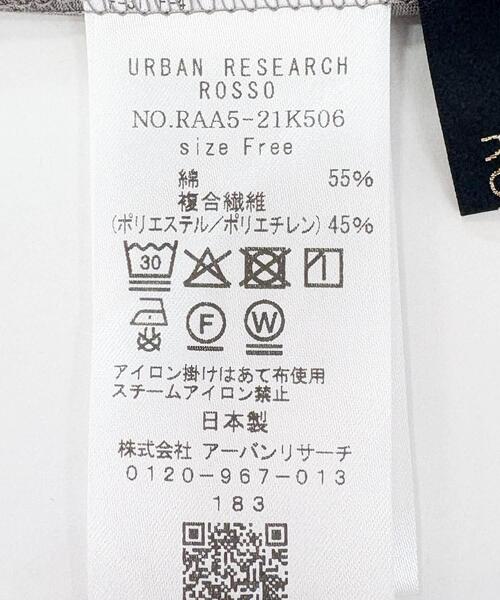 URBAN RESEARCH
ROSSO
NO.RAA5-21K506
size Free
綿 55%
複合繊維
(ポリエステル/ポリエチレン) 45%
30
F W
アイロン掛けはあて布使用
スチームアイロン禁止
日本製
株式会社 アーバンリサーチ
0120-967-013
183